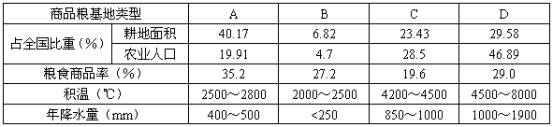 商品粮基地类型 A B C D
占全国比重（%） 耕地面积 40.17 6.82 23.43 29.58
农业人口 19.91 4.7 28.5 46.89
粮食商品率（%） 35.2 27.2 19.6 29.0
积温（℃） 2500～2800 2000～2500 4200～4500 4500～8000
年降水量（mm） 400～500 <250 850～1000 1000～1900